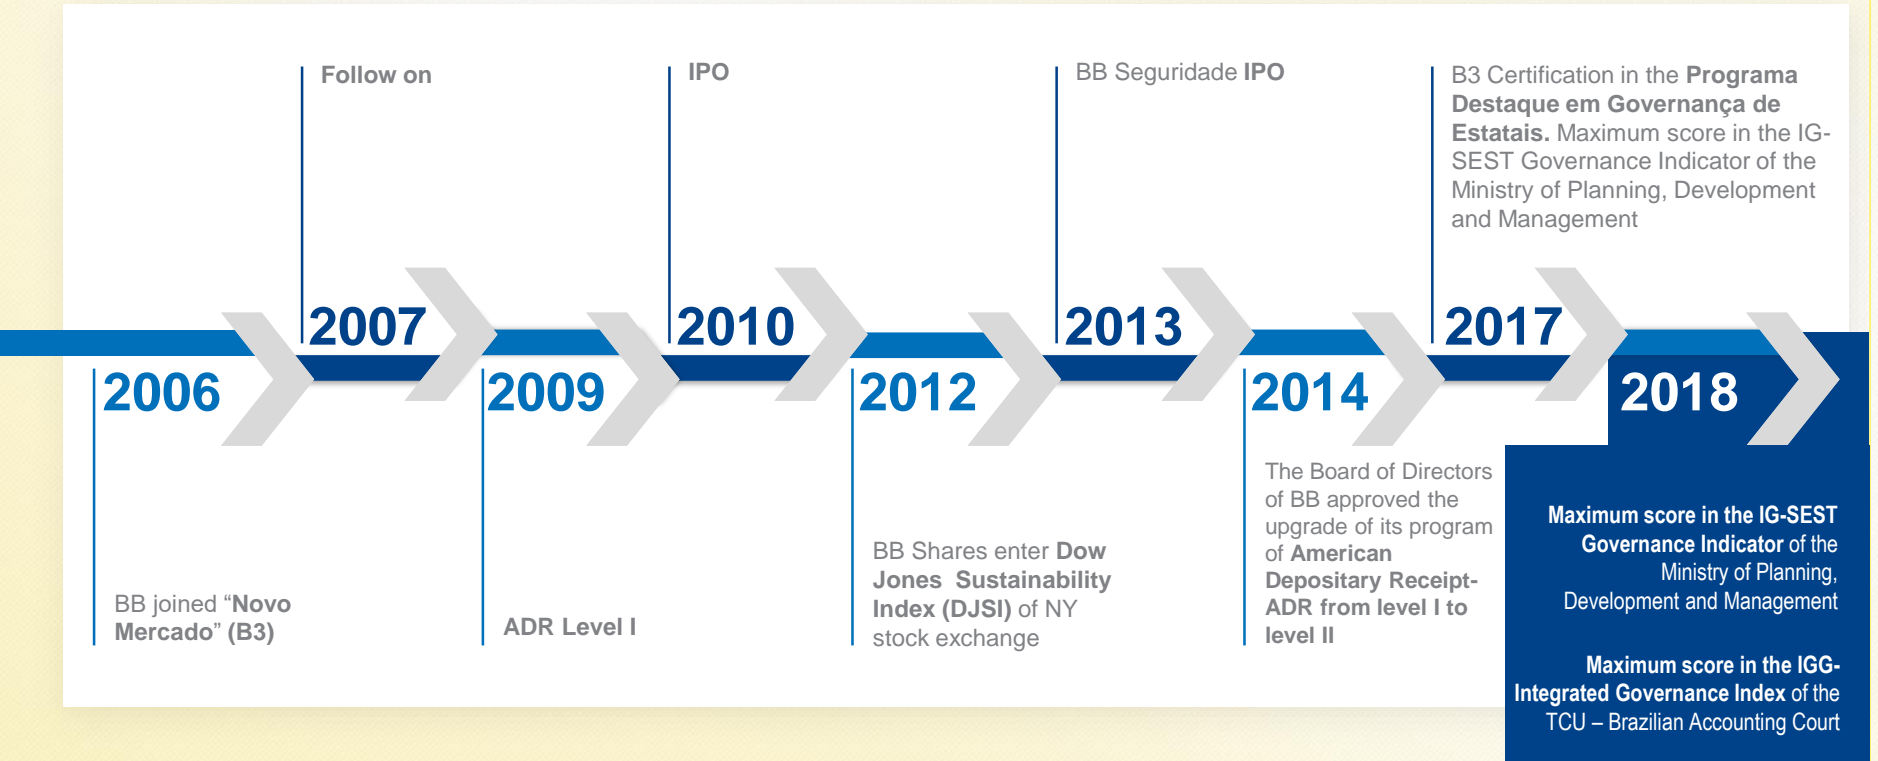 Follow on
IPO
BB Seguridade IPO
B3 Certification in the Programa
Destaque em Governança de
Estatais. Maximum score in the IG-
SEST Governance Indicator of the
Ministry of Planning, Development
and Management
2007
2010
2013
2017
2006
2009
2012
2014
2018
BB joined “Novo
Mercado” (B3)
ADR Level I
BB Shares enter Dow
Jones Sustainability
Index (DJSI) of NY
stock exchange
The Board of Directors
of BB approved the
upgrade of its program
of American
Depositary Receipt-
ADR from level I to
level II
Maximum score in the IG-SEST
Governance Indicator of the
Ministry of Planning,
Development and Management
Maximum score in the IGG-
Integrated Governance Index of the
TCU – Brazilian Accounting Court